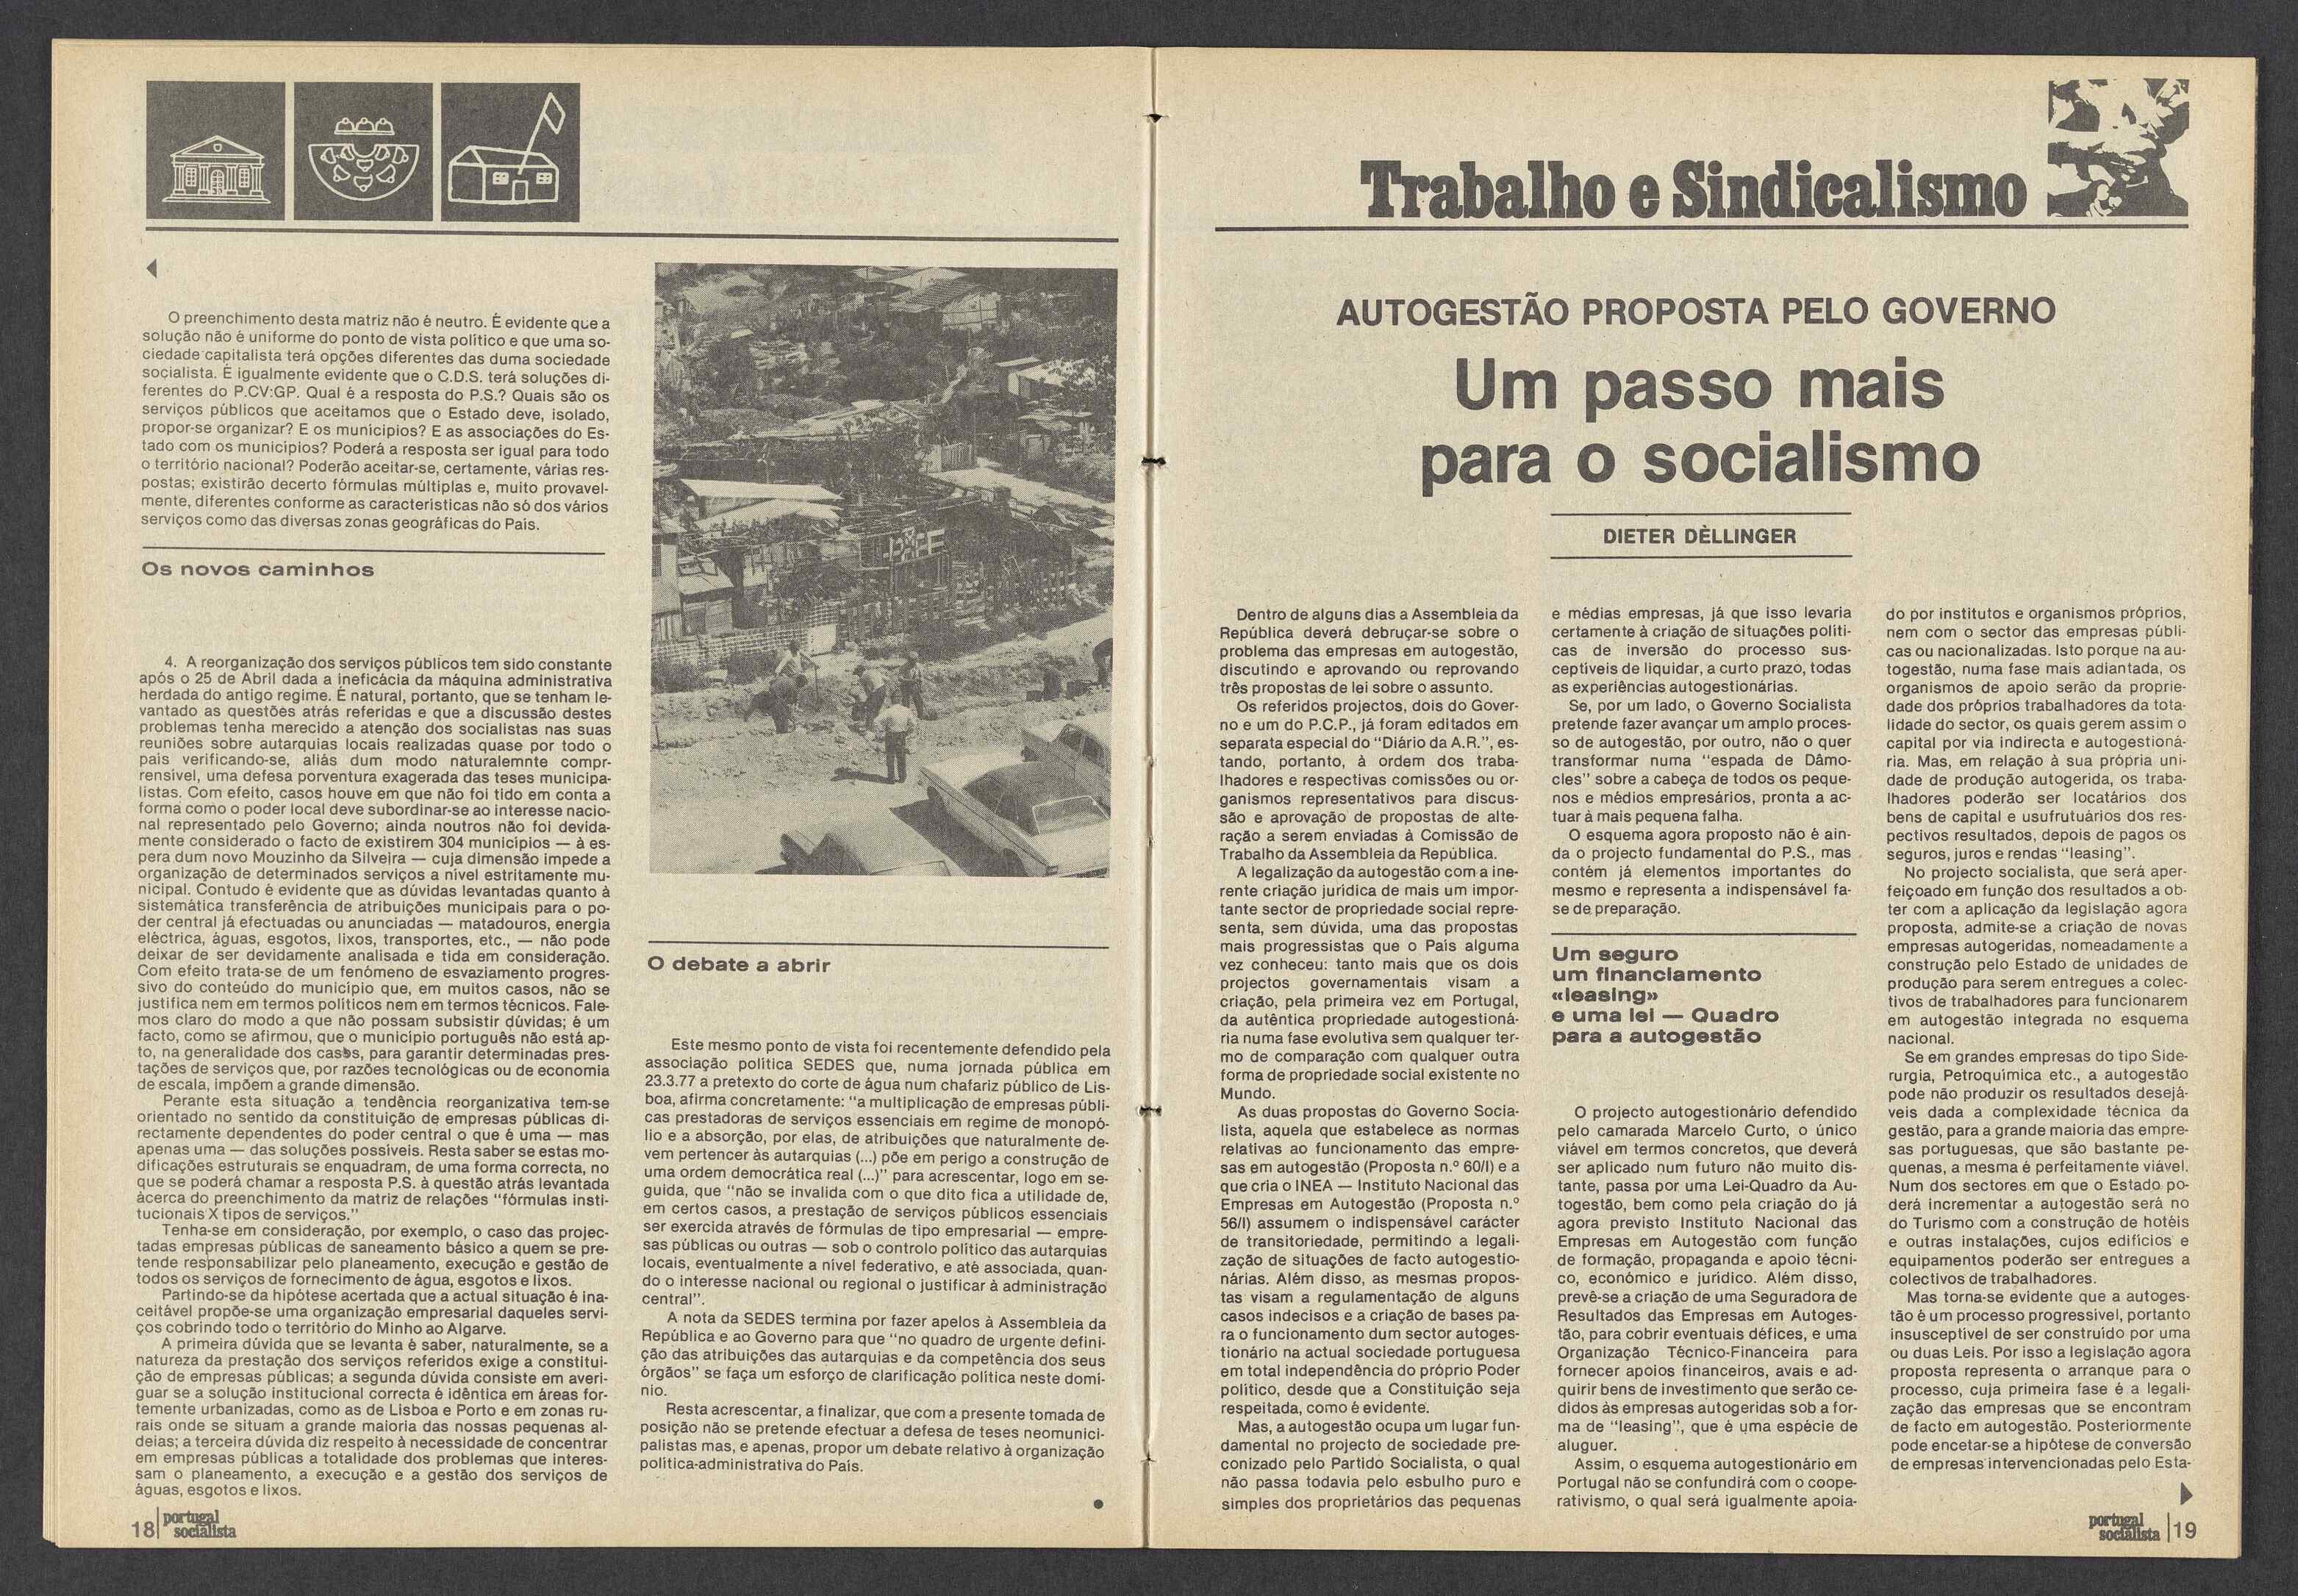 O preenchimento desta matriz não é neutro. É evidente que a
solução não é uniforme do ponto de vista político e que uma so-
ciedade capitalista terá opções diferentes das duma sociedade
socialista. É igualmente evidente que o C.D.S. terá soluções di-
ferentes do P.CV:GP. Qual é a resposta do P.S.? Quais são os
serviços públicos que aceitamos que o Estado deve, isolado,
propor-se organizar? E os municípios? E as associações do Es-
tado com os municípios? Poderá a resposta ser igual para todo
o território nacional? Poderão aceitar-se, certamente, várias res-
postas; existirão decerto fórmulas múltiplas e, muito provavel-
mente, diferentes conforme as características não só dos vários
serviços como das diversas zonas geográficas do País.
Os novos caminhos
4. A reorganização dos serviços públicos tem sido constante
após o 25 de Abril dada a ineficácia da máquina administrativa
herdada do antigo regime. É natural, portanto, que se tenham le-
vantado as questões atrás referidas e que a discussão destes
problemas tenha merecido a atenção dos socialistas nas suas
reuniões sobre autarquias locais realizadas quase por todo o
país verificando-se, aliás dum modo naturalemnte compr-
rensível, uma defesa porventura exagerada das teses municipa-
listas. Com efeito, casos houve em que não foi tido em conta a
forma como o poder local deve subordinar-se ao interesse nacio-
nal representado pelo Governo; ainda noutros não foi devida-
mente considerado o facto de existirem 304 municípios — à es-
pera dum novo Mouzinho da Silveira — cuja dimensão impede a
organização de determinados serviços a nível estritamente mu-
nicipal. Contudo é evidente que as dúvidas levantadas quanto à
sistemática transferência de atribuições municipais para o po-
der central já efectuadas ou anunciadas — matadouros, energia
eléctrica, águas, esgotos, lixos, transportes, etc., — não pode
deixar de ser devidamente analisada e tida em consideração.
Com efeito trata-se de um fenómeno de esvaziamento progres-
sivo do conteúdo do município que, em muitos casos, não se
justifica nem em termos políticos nem em termos técnicos. Fale-
mos claro do modo a que não possam subsistir dúvidas; é um
facto, como se afirmou, que o município português não está ap-
to, na generalidade dos casos, para garantir determinadas pres-
tações de serviços que, por razões tecnológicas ou de economia
de escala, impõem a grande dimensão.
Perante esta situação a tendência reorganizativa tem-se
orientado no sentido da constituição de empresas públicas di-
rectamente dependentes do poder central o que é uma — mas
apenas uma — das soluções possíveis. Resta saber se estas mo-
dificações estruturais se enquadram, de uma forma correcta, no
que se poderá chamar a resposta P.S. à questão atrás levantada
ácerca do preenchimento da matriz de relações "fórmulas insti-
tucionais X tipos de serviços."
Tenha-se em consideração, por exemplo, o caso das projec-
tadas empresas públicas de saneamento básico a quem se pre-
tende responsabilizar pelo planeamento, execução e gestão de
todos os serviços de fornecimento de água, esgotos e lixos.
Partindo-se da hipótese acertada que a actual situação é ina-
ceitável propõe-se uma organização empresarial daqueles servi-
ços cobrindo todo o território do Minho ao Algarve.
A primeira dúvida que se levanta é saber, naturalmente, se a
natureza da prestação dos serviços referidos exige a constitui-
ção de empresas públicas; a segunda dúvida consiste em averi-
guar se a solução institucional correcta é idêntica em áreas for-
temente urbanizadas, como as de Lisboa e Porto e em zonas ru-
rais onde se situam a grande maioria das nossas pequenas al-
deias; a terceira dúvida diz respeito à necessidade de concentrar
em empresas públicas a totalidade dos problemas que interes-
sam o planeamento, a execução e a gestão dos serviços de
águas, esgotos e lixos.
O debate a abrir
Este mesmo ponto de vista foi recentemente defendido pela
associação política SEDES que, numa jornada pública em
23.3.77 a pretexto do corte de água num chafariz público de Lis-
boa, afirma concretamente: "a multiplicação de empresas públi-
cas prestadoras de serviços essenciais em regime de monopó-
lio e a absorção, por elas, de atribuições que naturalmente de-
vem pertencer às autarquias (...) põe em perigo a construção de
uma ordem democrática real (...)" para acrescentar, logo em se-
guida, que "não se invalida com o que dito fica a utilidade de,
em certos casos, a prestação de serviços públicos essenciais
ser exercida através de fórmulas de tipo empresarial — empre-
sas públicas ou outras — sob o controlo político das autarquias
locais, eventualmente a nível federativo, e até associada, quan-
do o interesse nacional ou regional o justificar à administração
central".
A nota da SEDES termina por fazer apelos à Assembleia da
República e ao Governo para que "no quadro de urgente defini-
ção das atribuições das autarquias e da competência dos seus
órgãos" se faça um esforço de clarificação política neste domí-
nio.
Resta acrescentar, a finalizar, que com a presente tomada de
posição não se pretende efectuar a defesa de teses neomunici-
palistas mas, e apenas, propor um debate relativo à organização
política-administrativa do País.
18 portugal
socialista
Trabalho e Sindicalismo
AUTOGESTÃO PROPOSTA PELO GOVERNO
Um passo mais
para o socialismo
DIETER DÈLLINGER
Dentro de alguns dias a Assembleia da
República deverá debruçar-se sobre o
problema das empresas em autogestão,
discutindo e aprovando ou reprovando
três propostas de lei sobre o assunto.
Os referidos projectos, dois do Gover-
no e um do P.C.P., já foram editados em
separata especial do "Diário da A.R.", es-
tando, portanto, à ordem dos traba-
lhadores e respectivas comissões ou or-
ganismos representativos para discus-
são e aprovação de propostas de alte-
ração a serem enviadas à Comissão de
Trabalho da Assembleia da República.
A legalização da autogestão com a ine-
rente criação jurídica de mais um impor-
tante sector de propriedade social repre-
senta, sem dúvida, uma das propostas
mais progressistas que o País alguma
vez conheceu: tanto mais que os dois
projectos governamentais visam a
criação, pela primeira vez em Portugal,
da autêntica propriedade autogestioná-
ria numa fase evolutiva sem qualquer ter-
mo de comparação com qualquer outra
forma de propriedade social existente no
Mundo.
As duas propostas do Governo Socia-
lista, aquela que estabelece as normas
relativas ao funcionamento das empre-
sas em autogestão (Proposta n.º 60/I) e a
que cria o INEA — Instituto Nacional das
Empresas em Autogestão (Proposta n.º
56/I) assumem o indispensável carácter
de transitoriedade, permitindo a legali-
zação de situações de facto autogestio-
nárias. Além disso, as mesmas propos-
tas visam a regulamentação de alguns
casos indecisos e a criação de bases pa-
ra o funcionamento dum sector autoges-
tionário na actual sociedade portuguesa
em total independência do próprio Poder
político, desde que a Constituição seja
respeitada, como é evidente.
Mas, a autogestão ocupa um lugar fun-
damental no projecto de sociedade pre-
conizado pelo Partido Socialista, o qual
não passa todavia pelo esbulho puro e
simples dos proprietários das pequenas
e médias empresas, já que isso levaria
certamente à criação de situações políti-
cas de inversão do processo sus-
ceptíveis de liquidar, a curto prazo, todas
as experiências autogestionárias.
Se, por um lado, o Governo Socialista
pretende fazer avançar um amplo proces-
so de autogestão, por outro, não o quer
transformar numa "espada de Dâmo-
cles" sobre a cabeça de todos os peque-
nos e médios empresários, pronta a ac-
tuar à mais pequena falha.
O esquema agora proposto não é ain-
da o projecto fundamental do P.S., mas
contém já elementos importantes do
mesmo e representa a indispensável fa-
se de preparação.
Um seguro
um financiamento
«leasing»
e uma lei — Quadro
para a autogestão
O projecto autogestionário defendido
pelo camarada Marcelo Curto, o único
viável em termos concretos, que deverá
ser aplicado num futuro não muito dis-
tante, passa por uma Lei-Quadro da Au-
togestão, bem como pela criação do já
agora previsto Instituto Nacional das
Empresas em Autogestão com função
de formação, propaganda e apoio técni-
co, económico e jurídico. Além disso,
prevê-se a criação de uma Seguradora de
Resultados das Empresas em Autoges-
tão, para cobrir eventuais défices, e uma
Organização Técnico-Financeira para
fornecer apoios financeiros, avais e ad-
quirir bens de investimento que serão ce-
didos às empresas autogeridas sob a for-
ma de "leasing", que é uma espécie de
aluguer.
Assim, o esquema autogestionário em
Portugal não se confundirá com o coope-
rativismo, o qual será igualmente apoia-
do por institutos e organismos próprios,
nem com o sector das empresas públi-
cas ou nacionalizadas. Isto porque na au-
togestão, numa fase mais adiantada, os
organismos de apoio serão da proprie-
dade dos próprios trabalhadores da tota-
lidade do sector, os quais gerem assim o
capital por via indirecta e autogestioná-
ria. Mas, em relação à sua própria uni-
dade de produção autogerida, os traba-
lhadores poderão ser locatários dos
bens de capital e usufrutuários dos res-
pectivos resultados, depois de pagos os
seguros, juros e rendas "leasing".
No projecto socialista, que será aper-
feiçoado em função dos resultados a ob-
ter com a aplicação da legislação agora
proposta, admite-se a criação de novas
empresas autogeridas, nomeadamente a
construção pelo Estado de unidades de
produção para serem entregues a colec-
tivos de trabalhadores para funcionarem
em autogestão integrada no esquema
nacional.
Se em grandes empresas do tipo Side-
rurgia, Petroquímica etc., a autogestão
pode não produzir os resultados desejá-
veis dada a complexidade técnica da
gestão, para a grande maioria das empre-
sas portuguesas, que são bastante pe-
quenas, a mesma é perfeitamente viável.
Num dos sectores em que o Estado po-
derá incrementar a autogestão será no
do Turismo com a construção de hotéis
e outras instalações, cujos edifícios e
equipamentos poderão ser entregues a
colectivos de trabalhadores.
Mas torna-se evidente que a autoges-
tão é um processo progressivel, portanto
insusceptível de ser construído por uma
ou duas Leis. Por isso a legislação agora
proposta representa o arranque para o
processo, cuja primeira fase é a legali-
zação das empresas que se encontram
de facto em autogestão. Posteriormente
pode encetar-se a hipótese de conversão
de empresas intervencionadas pelo Esta-
portugal
socialista 19